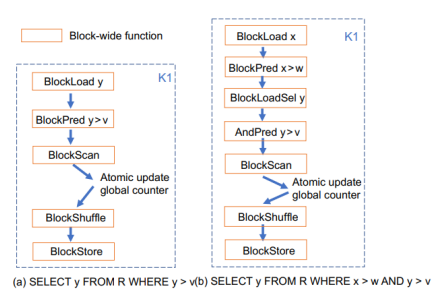 Block-wide function
K1
BlockLoad y
BlockPred y>v
BlockScan
Atomic update
global counter
BlockShuffle
BlockStore
(a) SELECT y FROM R WHERE y > v
K1
BlockLoad x
BlockPred x>w
BlockLoadSel y
AndPred y>v
BlockScan
Atomic update
global counter
BlockShuffle
BlockStore
(b) SELECT y FROM R WHERE x > w AND y > v